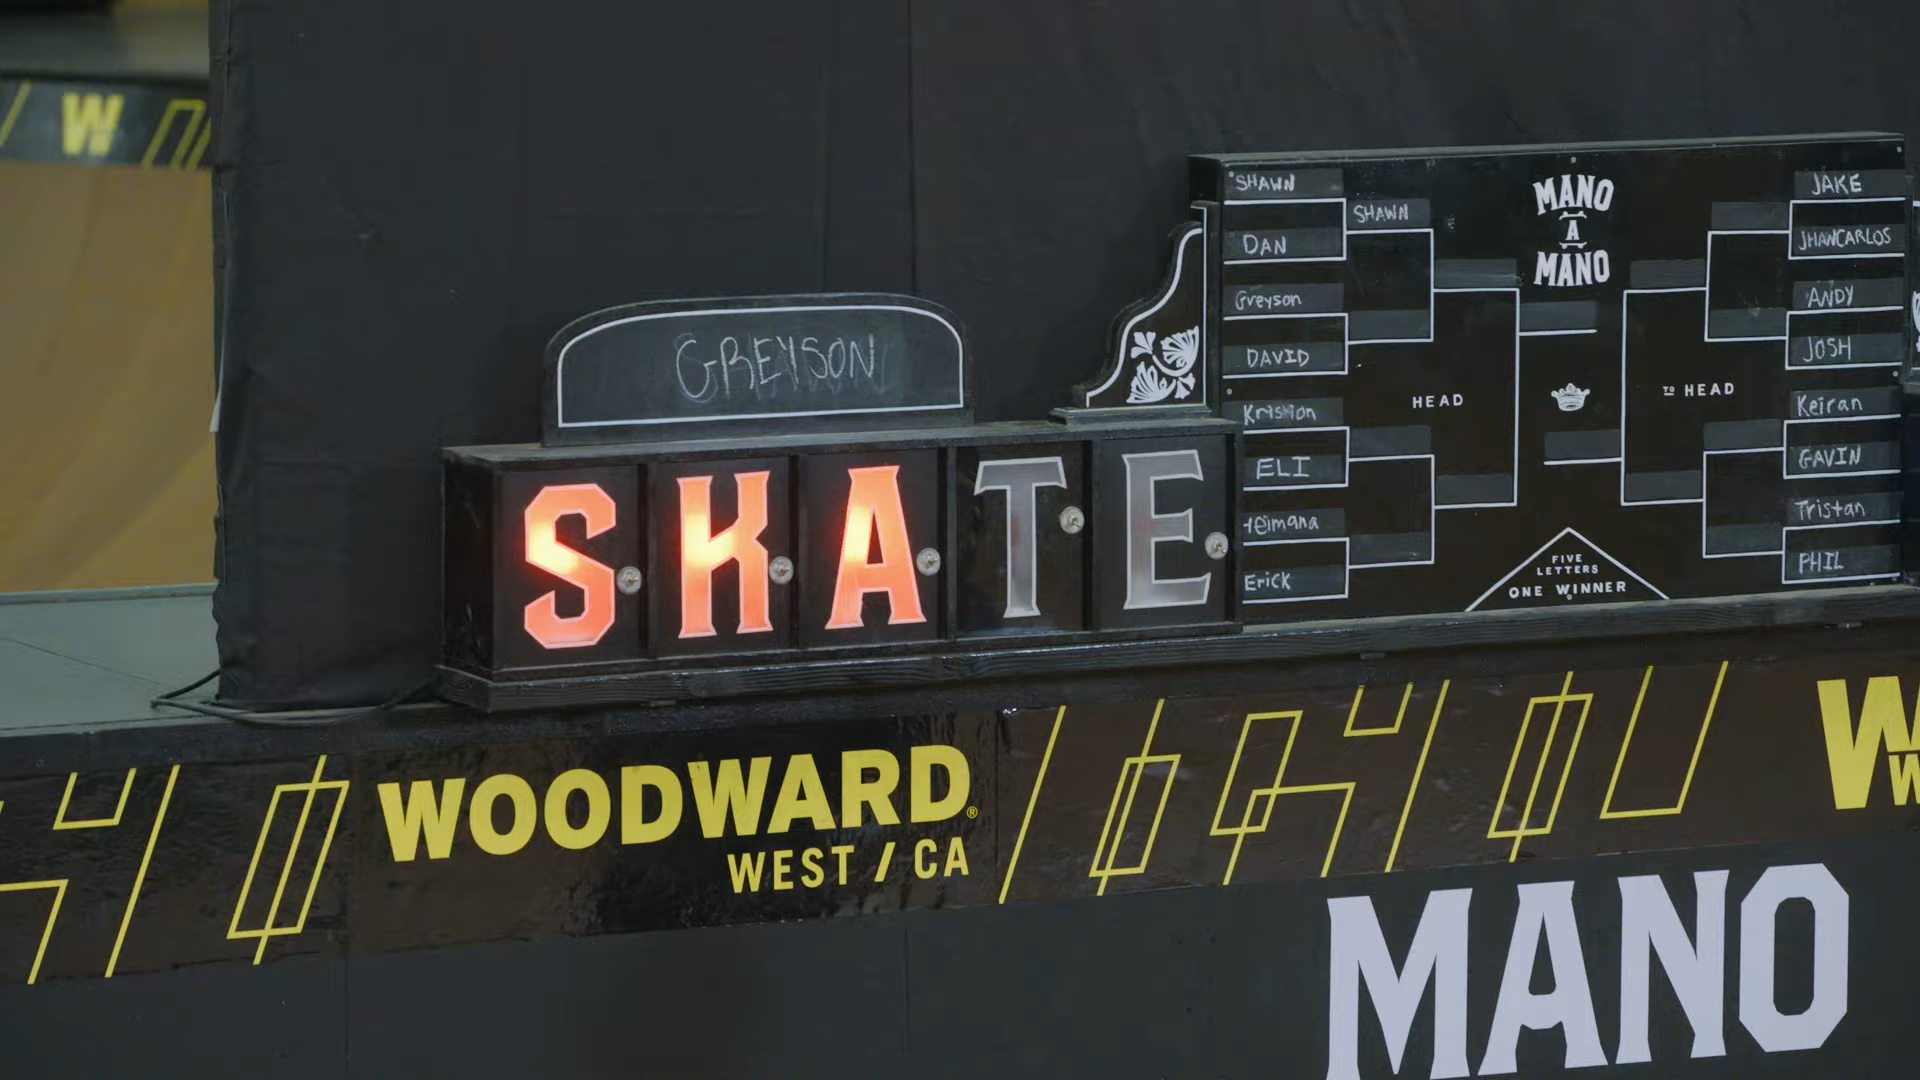 W
GREYSON
SKATE
SHAWN
DAN
Greyson
DAVID
ELI
Erick
SHAWN
MANO
A
MANO
HEAD
TO HEAD
FIVE
LETTERS
ONE WINNER
JAKE
JHANCARLOS
ANDY
JOSH
Keiran
GAVIN
Tristan
PHIL
WOODWARD®
WEST / CA
MANO